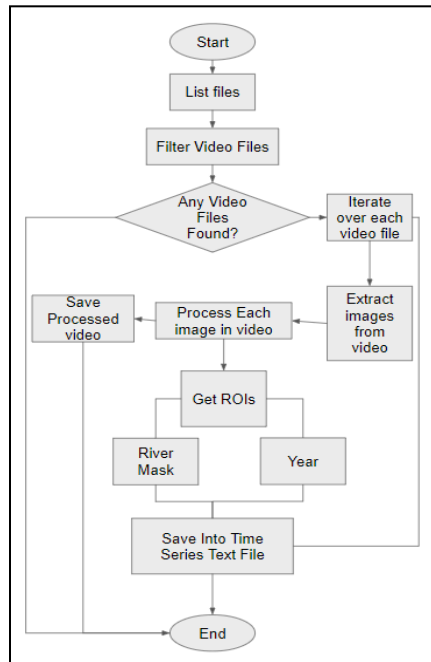 Start
List files
Filter Video Files
Any Video
Files
Found?
Iterate
over each
video file
Save
Processed
video
Process Each
image in video
Extract
images
from
video
Get ROIs
River
Mask
Year
Save Into Time
Series Text File
End